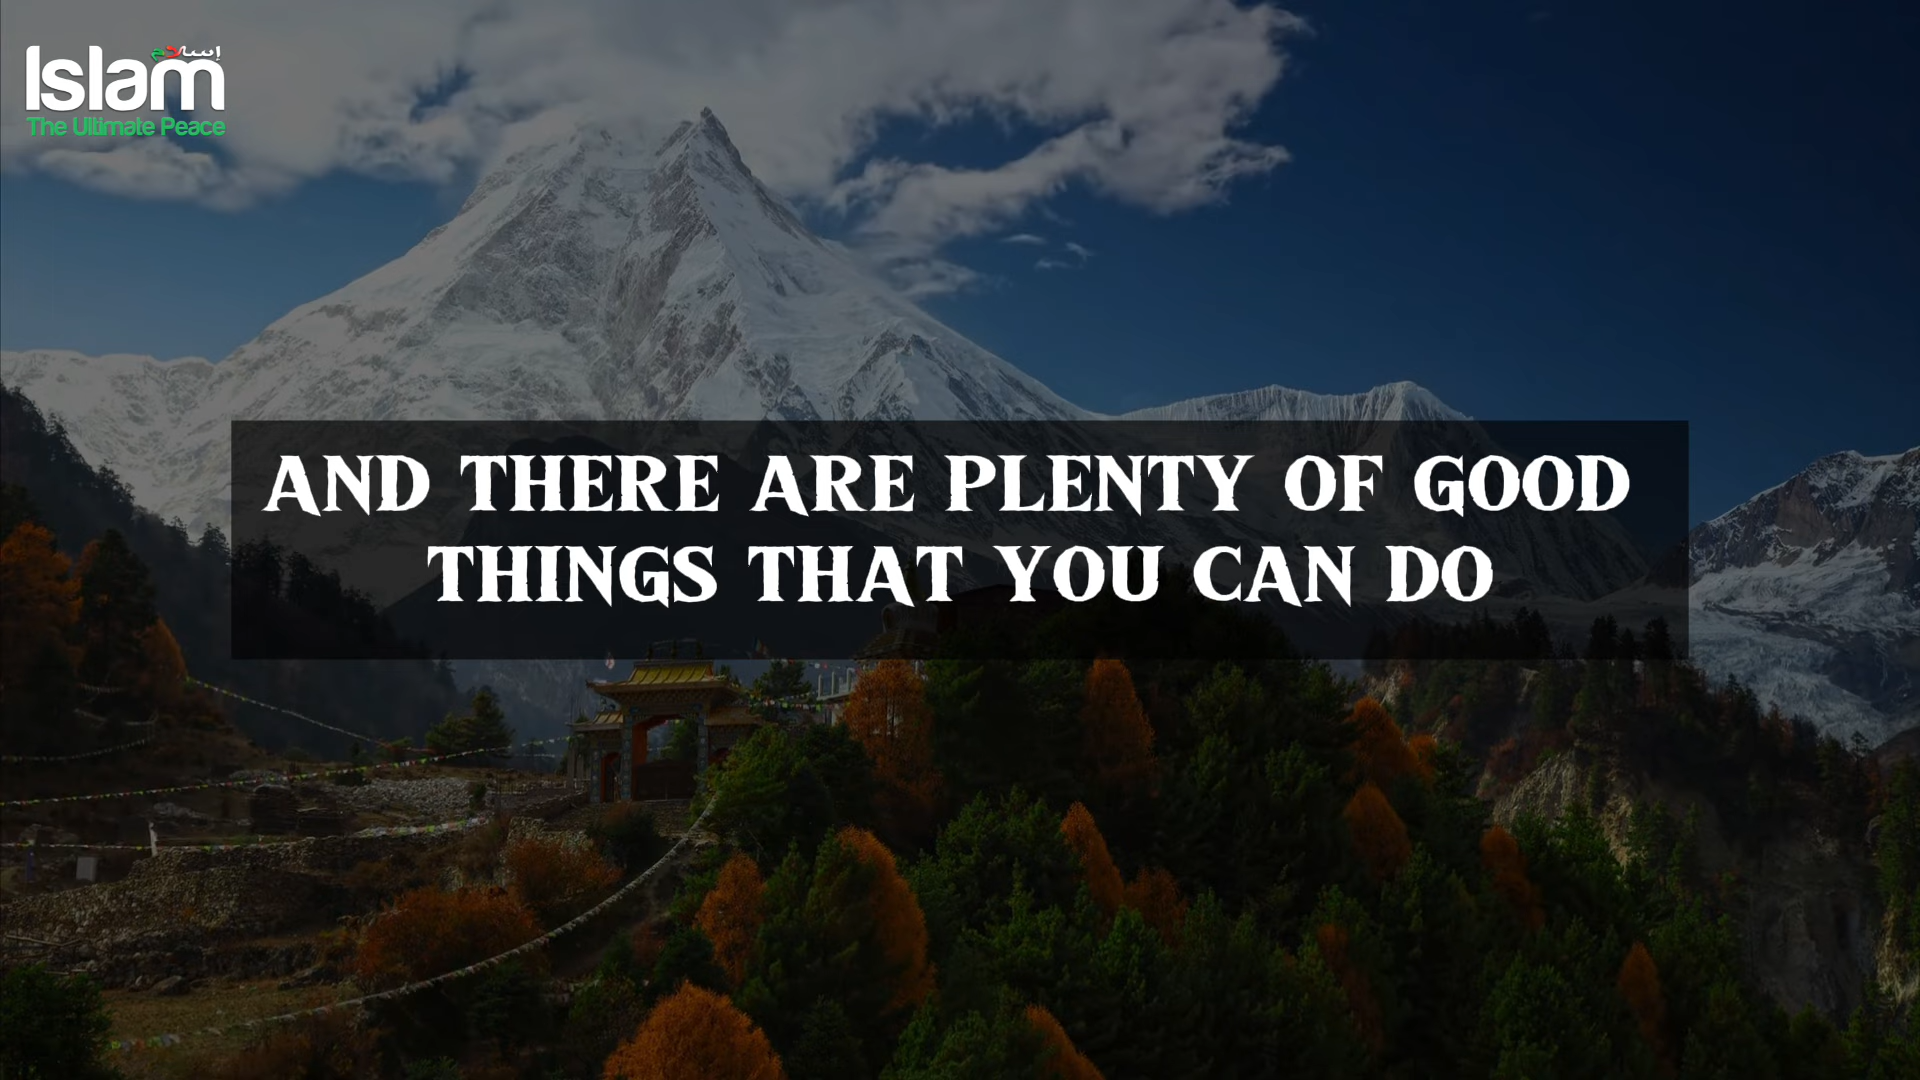 إسلام
Islam
The Ultimate Peace
AND THERE ARE PLENTY OF GOOD
THINGS THAT YOU CAN DO